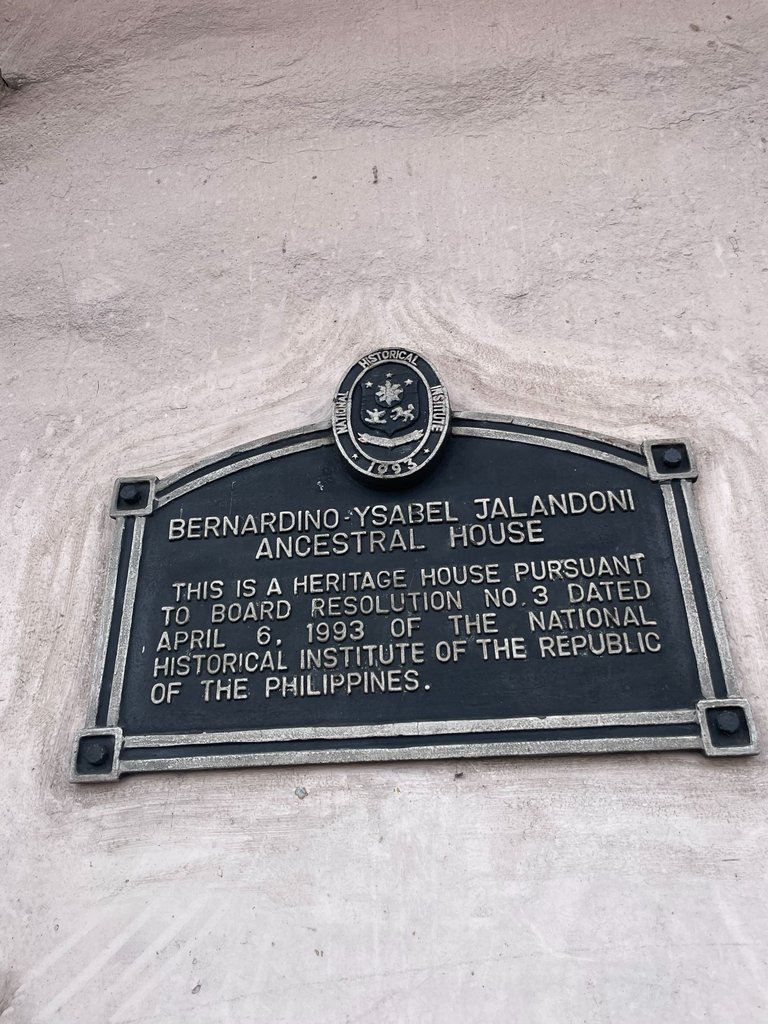 NATIONAL HISTORICAL INSTITUTE
1993
BERNARDINO-YSABEL JALANDONI
ANCESTRAL HOUSE
THIS IS A HERITAGE HOUSE PURSUANT
TO BOARD RESOLUTION NO. 3 DATED
APRIL 6, 1993 OF THE NATIONAL
HISTORICAL INSTITUTE OF THE REPUBLIC
OF THE PHILIPPINES.